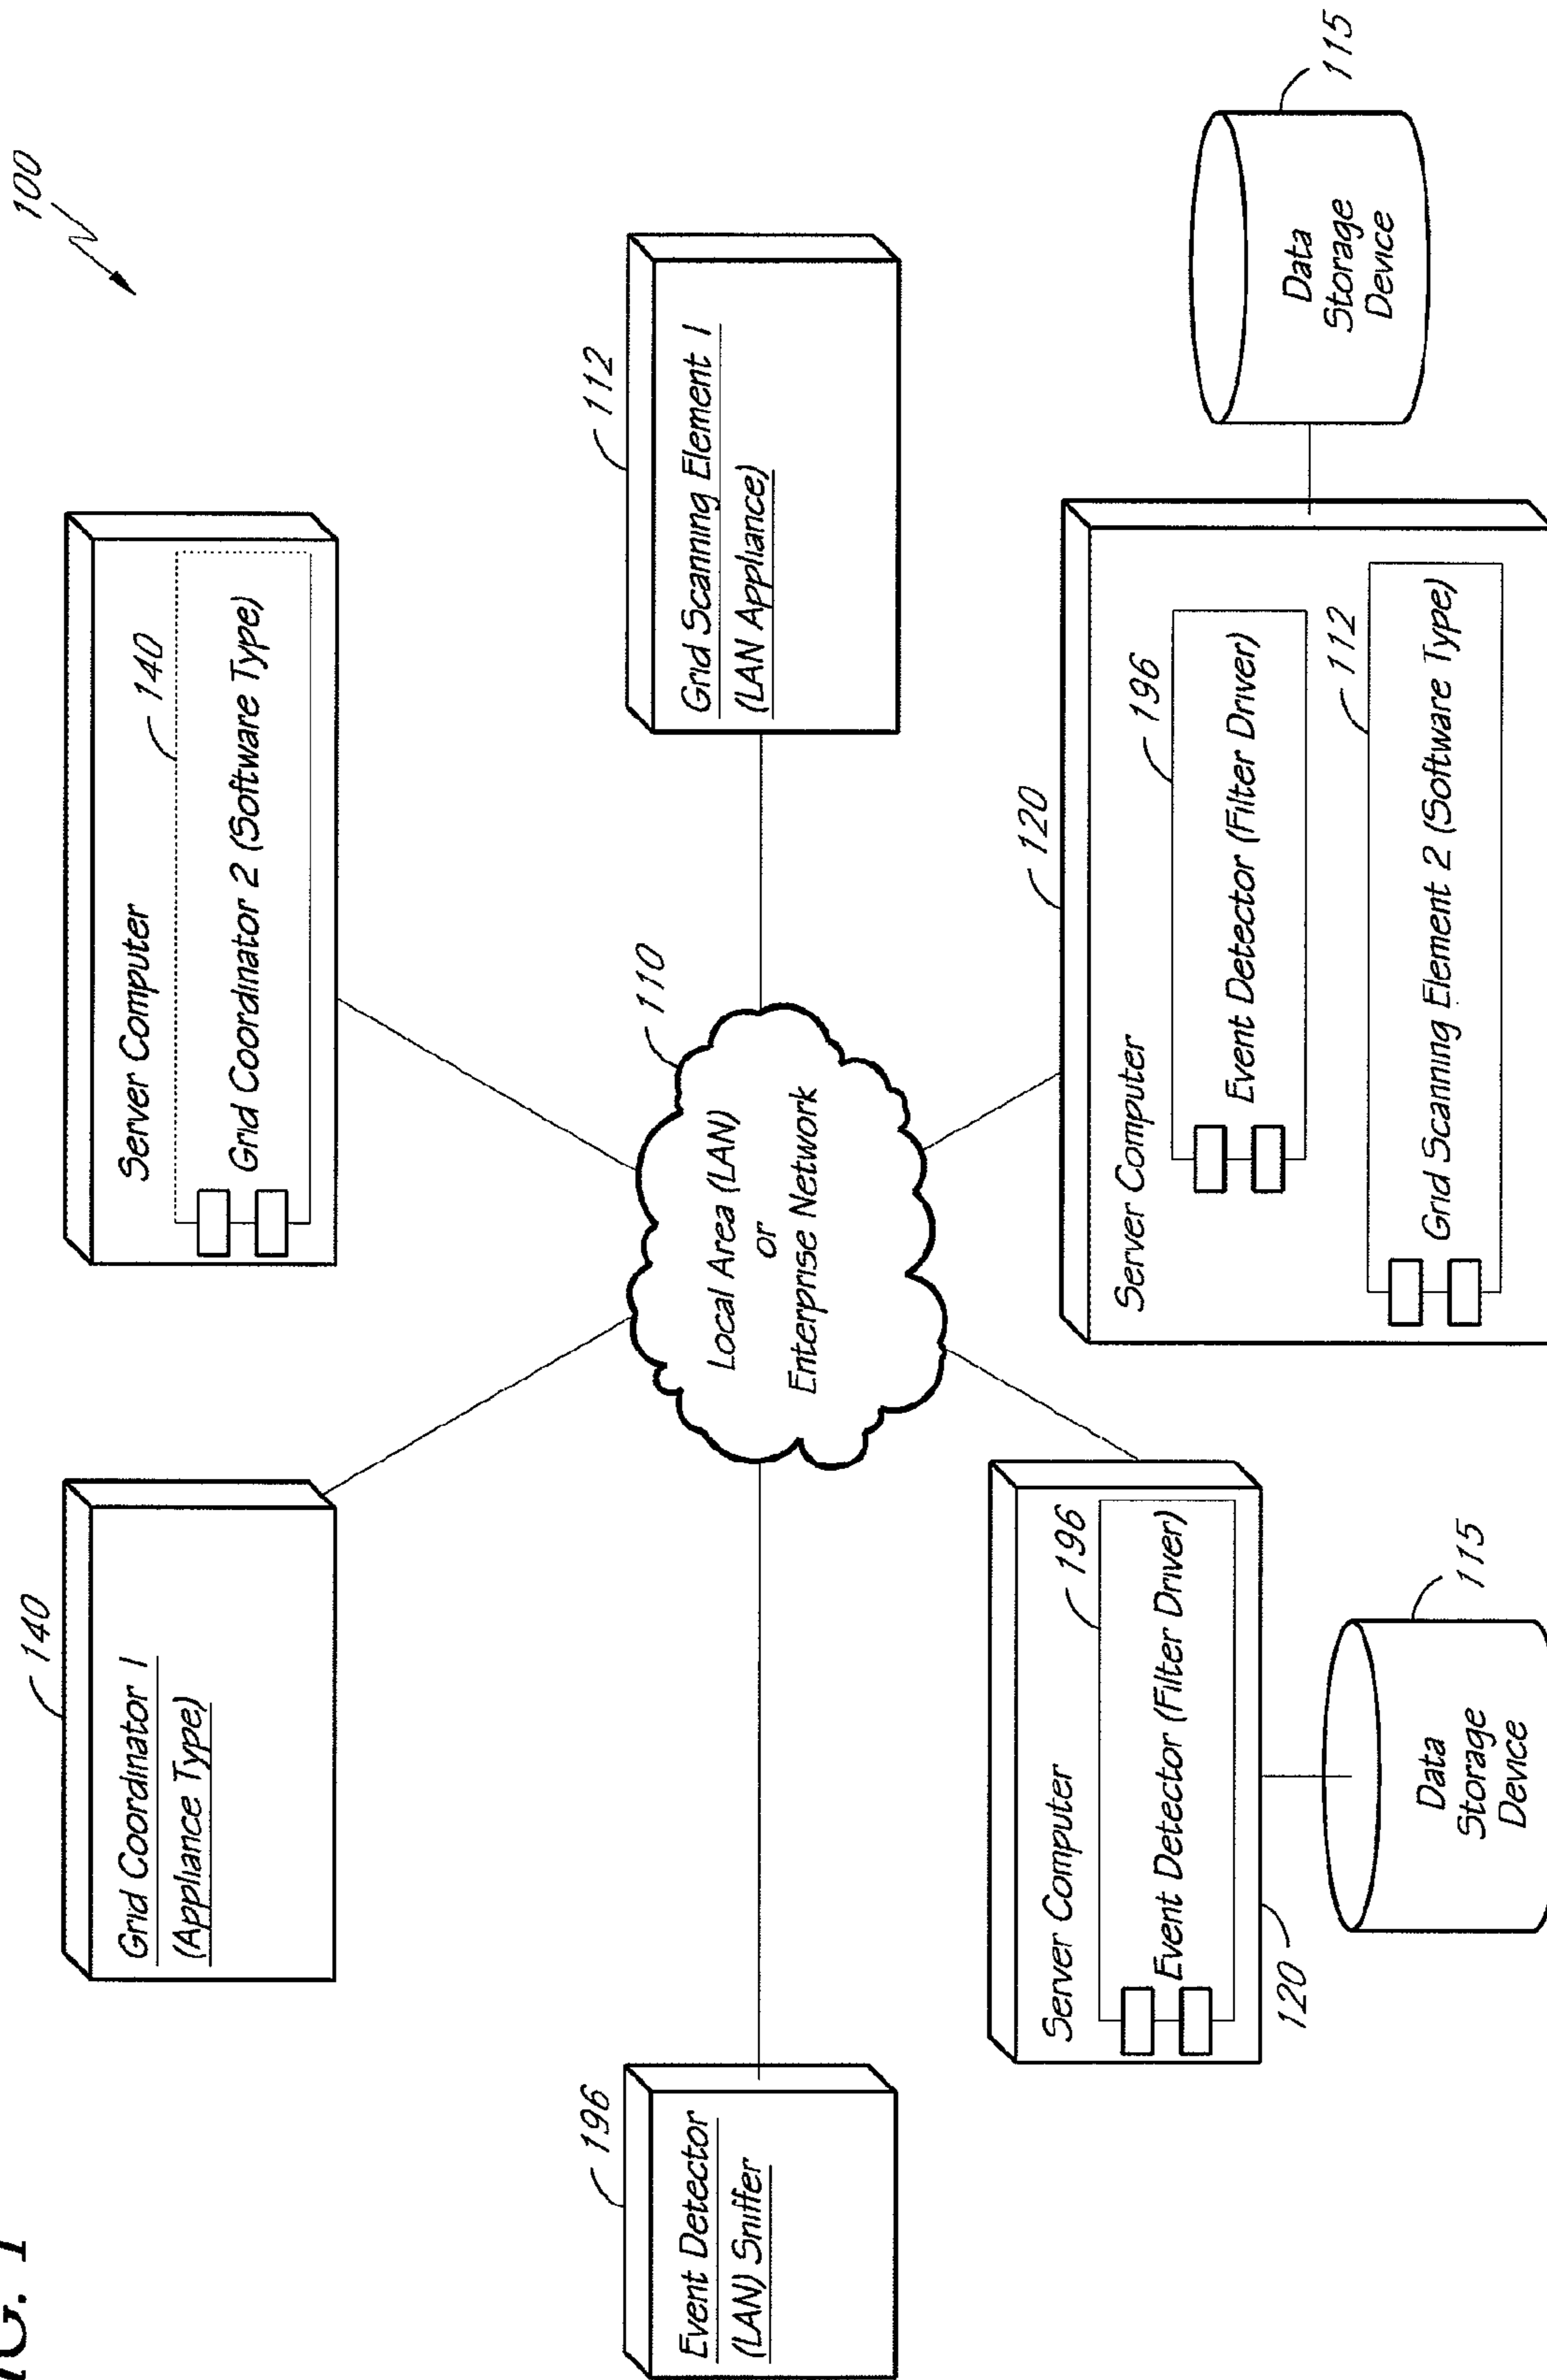 100
140
Grid Coordinator 1
(Appliance Type)
Server Computer
140
Grid Coordinator 2 (Software Type)
196
Event Detector
(LAN) Sniffer
110
Local Area (LAN)
or
Enterprise Network
112
Grid Scanning Element 1
(LAN Appliance)
Server Computer
196
Event Detector (Filter Driver)
120
115
Data
Storage
Device
120
Server Computer
196
Event Detector (Filter Driver)
112
Grid Scanning Element 2 (Software Type)
115
Data
Storage
Device